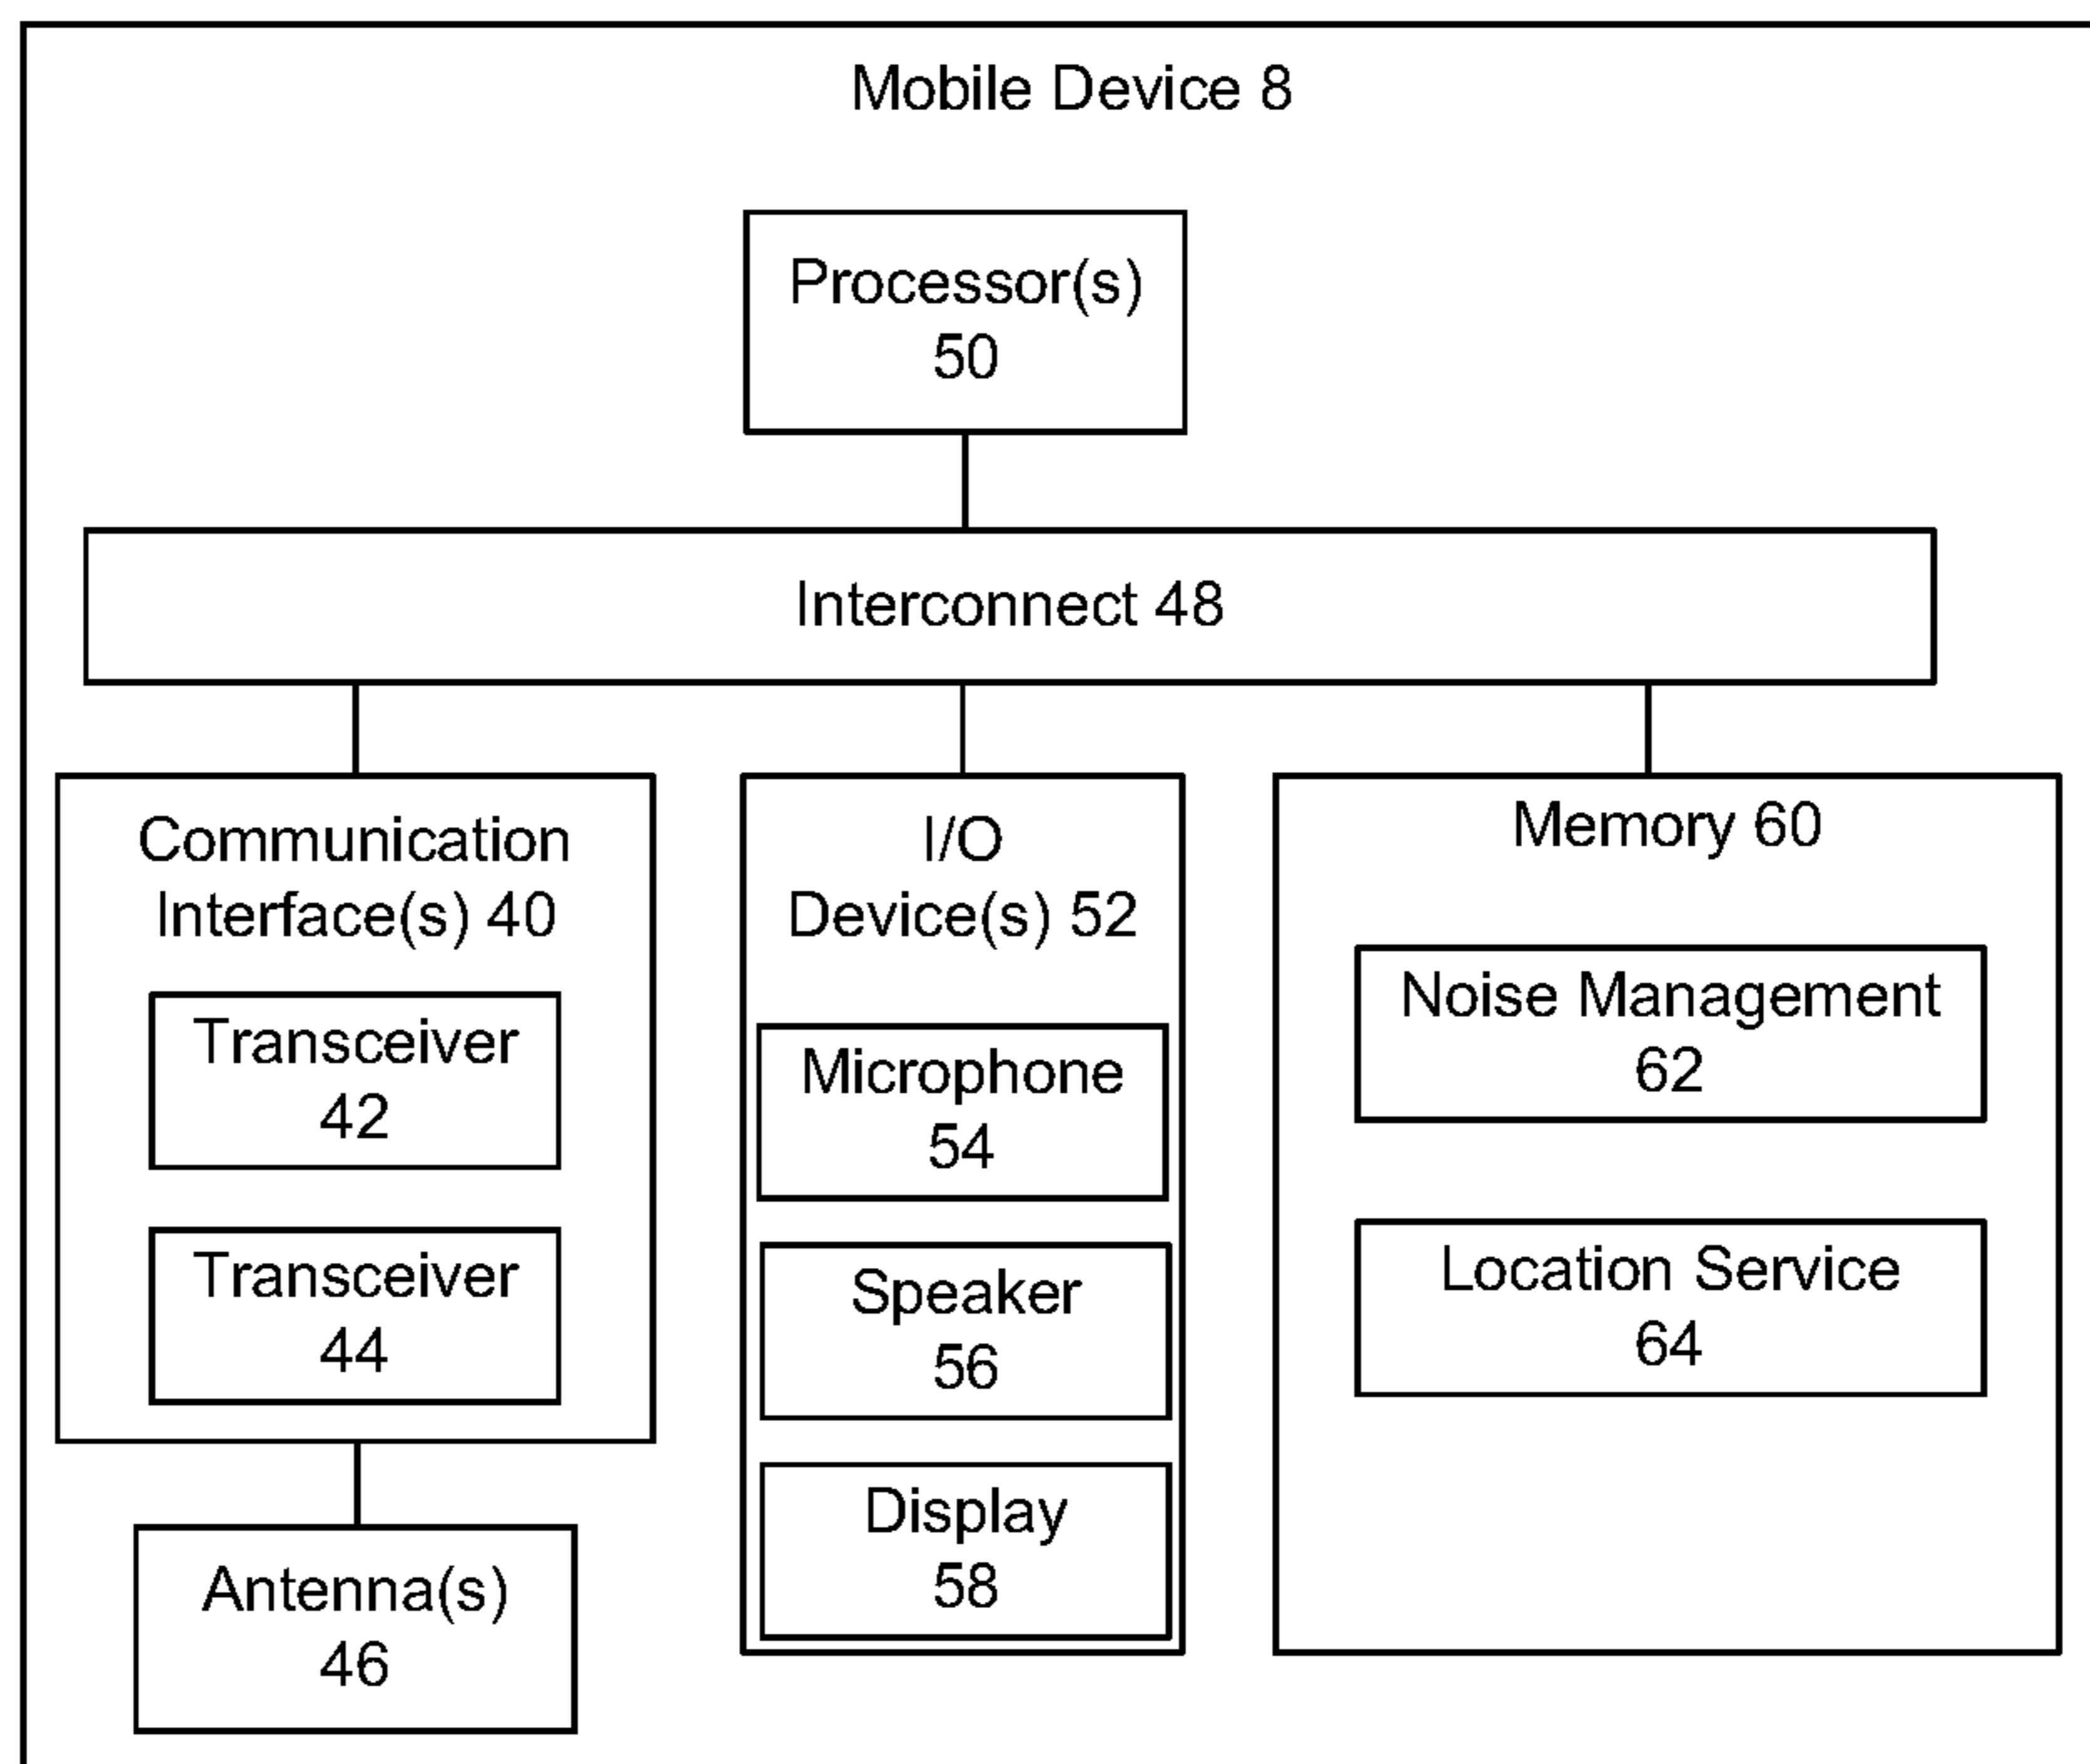 Mobile Device 8
Processor(s)
50
Interconnect 48
Communication
Interface(s) 40
Transceiver
42
Transceiver
44
Antenna(s)
46
I/O
Device(s) 52
Microphone
54
Speaker
56
Display
58
Memory 60
Noise Management
62
Location Service
64